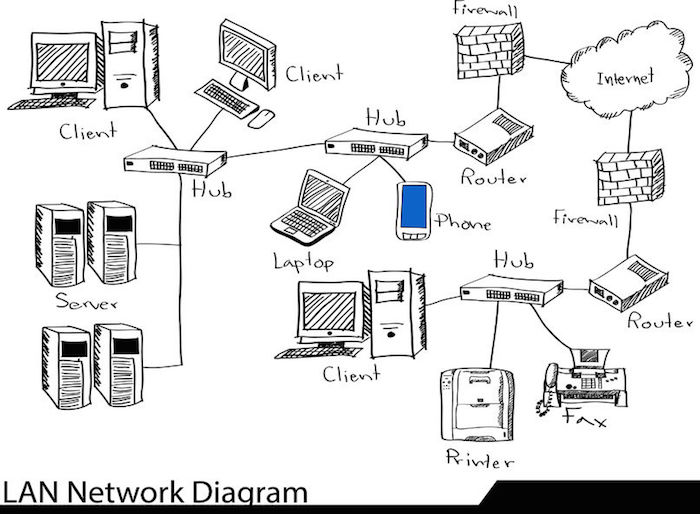 Firewall
Client
Internet
Client
Hub
Hub
Router
Firewall
Phone
Laptop
Hub
Server
Router
Client
Fax
Printer
LAN Network Diagram